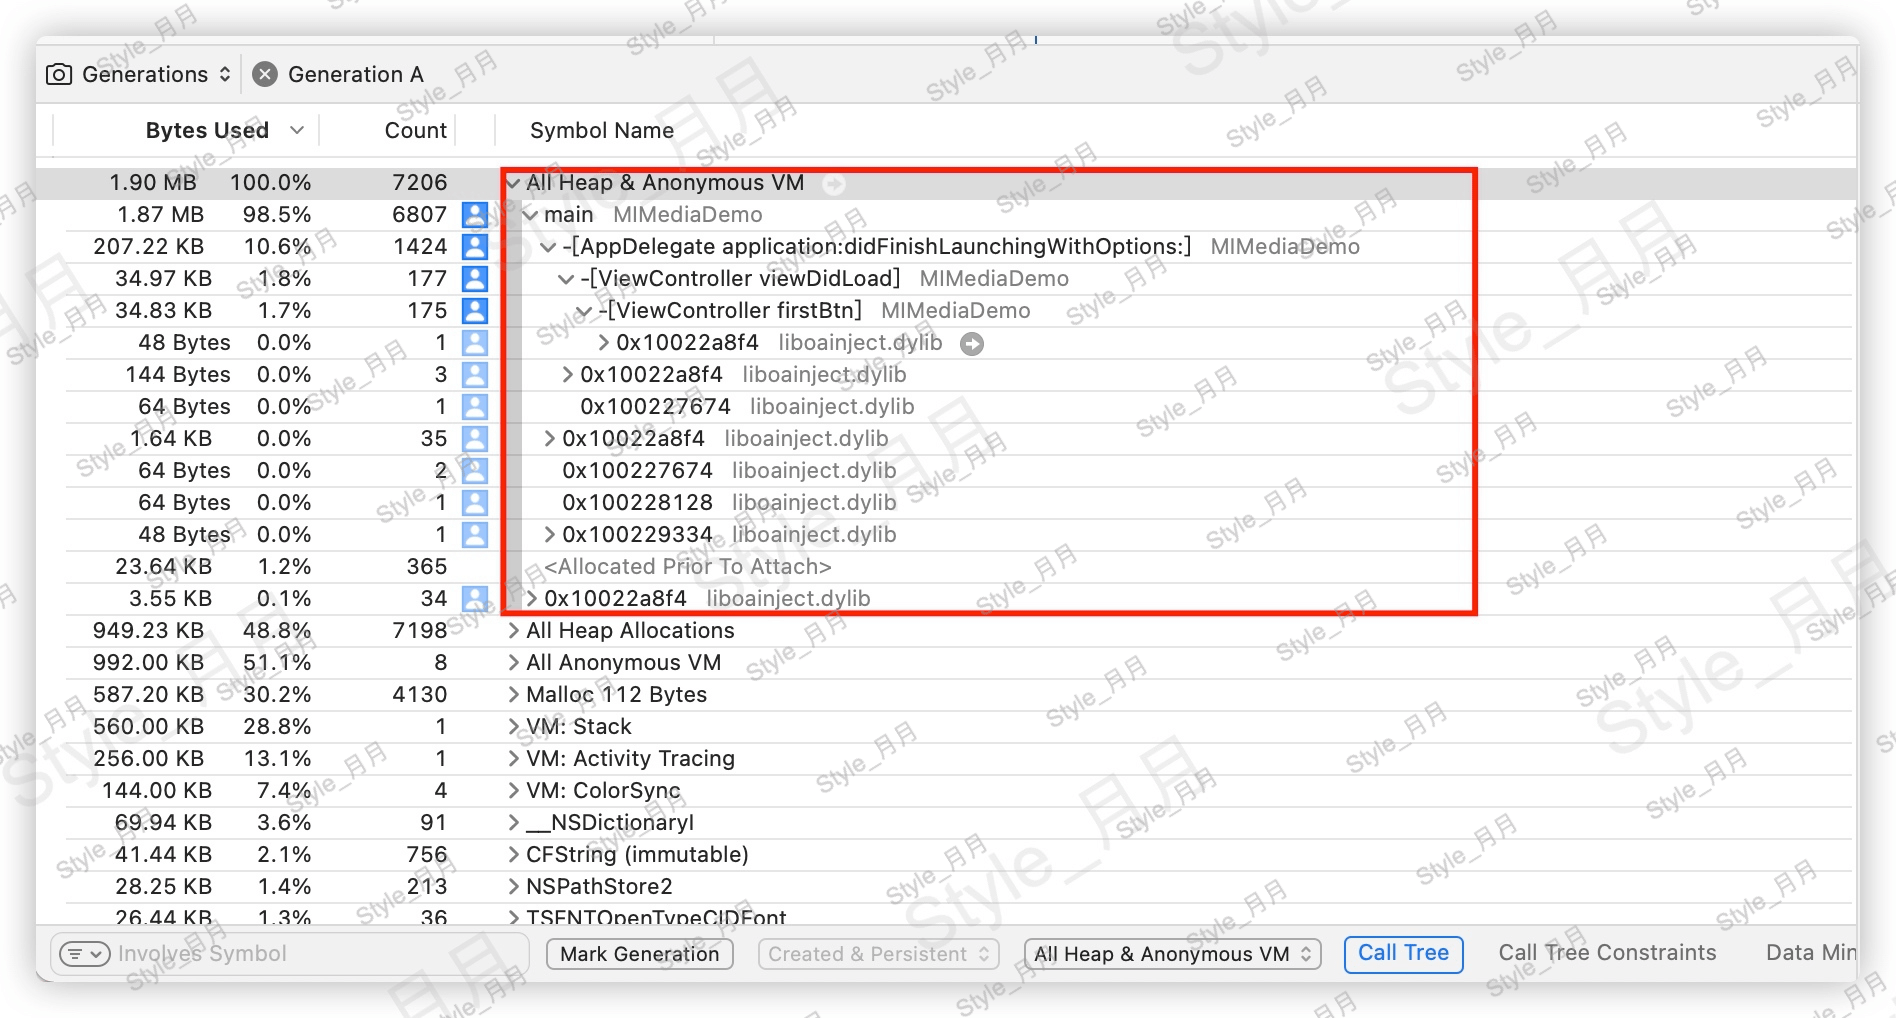 Generations Generation A
Bytes Used Count Symbol Name
1.90 MB 100.0% 7206 All Heap & Anonymous VM
1.87 MB 98.5% 6807 main MIMediaDemo
207.22 KB 10.6% 1424 -[AppDelegate application:didFinishLaunchingWithOptions:] MIMediaDemo
34.97 KB 1.8% 177 -[ViewController viewDidLoad] MIMediaDemo
34.83 KB 1.7% 175 -[ViewController firstBtn] MIMediaDemo
48 Bytes 0.0% 1 0x10022a8f4 liboainject.dylib
144 Bytes 0.0% 3 0x10022a8f4 liboainject.dylib
64 Bytes 0.0% 1 0x100227674 liboainject.dylib
1.64 KB 0.0% 35 0x10022a8f4 liboainject.dylib
64 Bytes 0.0% 2 0x100227674 liboainject.dylib
64 Bytes 0.0% 1 0x100228128 liboainject.dylib
48 Bytes 0.0% 1 0x100229334 liboainject.dylib
23.64 KB 1.2% 365 <Allocated Prior To Attach>
3.55 KB 0.1% 34 0x10022a8f4 liboainject.dylib
949.23 KB 48.8% 7198 All Heap Allocations
992.00 KB 51.1% 8 All Anonymous VM
587.20 KB 30.2% 4130 Malloc 112 Bytes
560.00 KB 28.8% 1 VM: Stack
256.00 KB 13.1% 1 VM: Activity Tracing
144.00 KB 7.4% 4 VM: ColorSync
69.94 KB 3.6% 91 __NSDictionaryI
41.44 KB 2.1% 756 CFString (immutable)
28.25 KB 1.4% 213 NSPathStore2
26.44 KB 1.3% 36 TSFNTOpenTypeCIDFont
Involves Symbol Mark Generation Created & Persistent All Heap & Anonymous VM Call Tree Call Tree Constraints Data Min
Style_月月